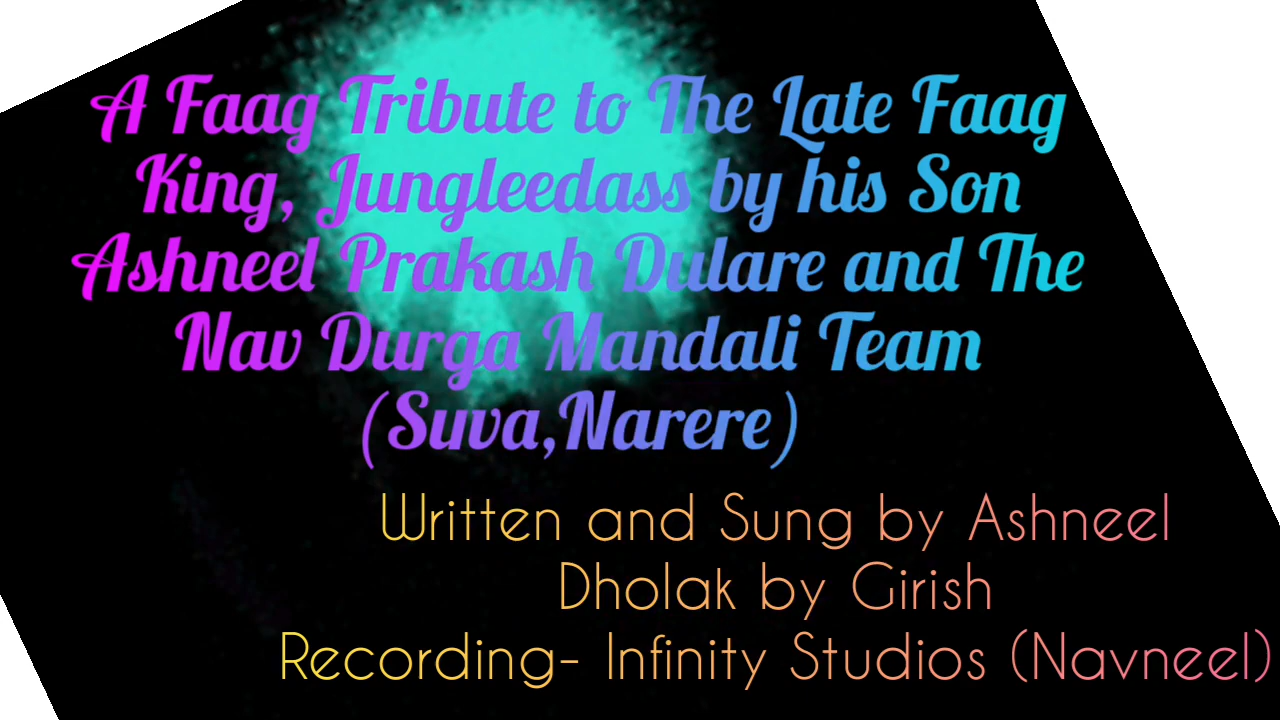 A Faag Tribute to The Late Faag
King, Jungleedass by his Son
Ashneel Prakash Dulare and The
Nav Durga Mandali Team
(Suva,Narere)
Written and Sung by Ashneel
Dholak by Girish
Recording- Infinity Studios (Navneel)